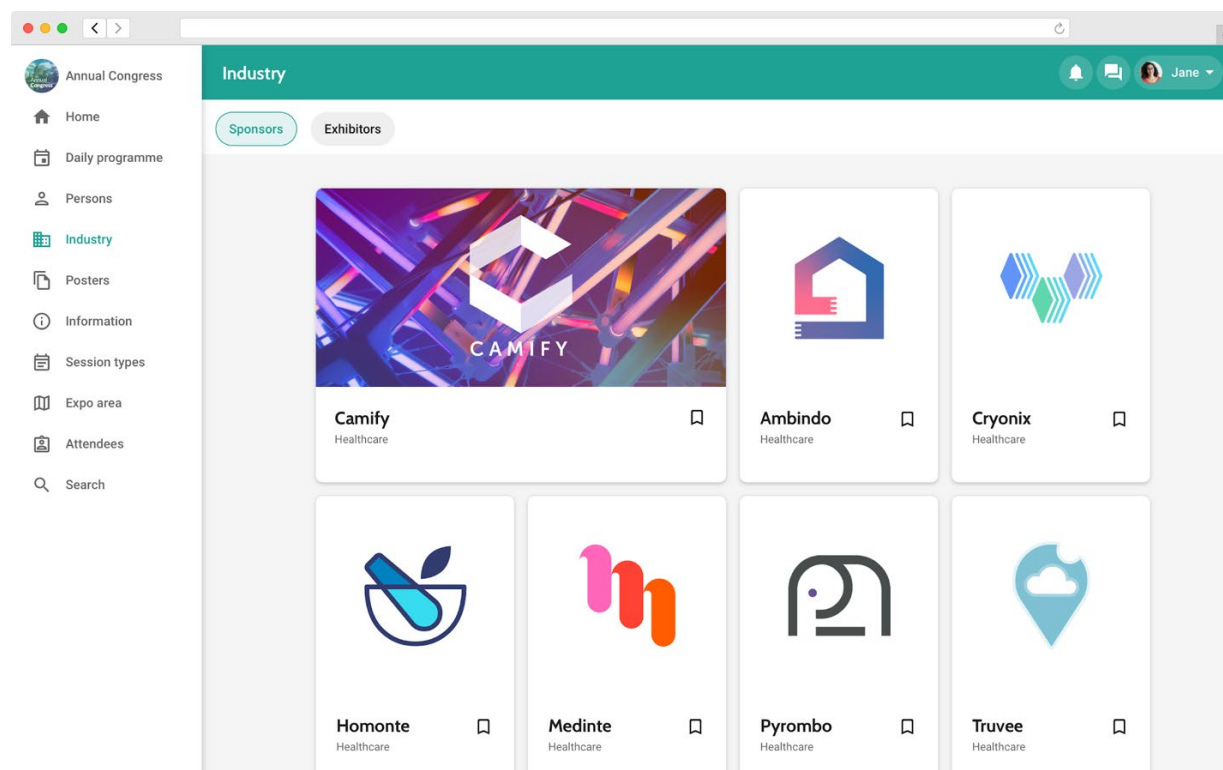 Annual Congress
Home
Daily programme
Persons
Industry
Posters
Information
Session types
Expo area
Attendees
Search
Industry
Jane
Sponsors
Exhibitors
CAMIFY
Camify
Healthcare
Ambindo
Healthcare
Cryonix
Healthcare
Homonte
Healthcare
Medinte
Healthcare
Pyrombo
Healthcare
Truvee
Healthcare